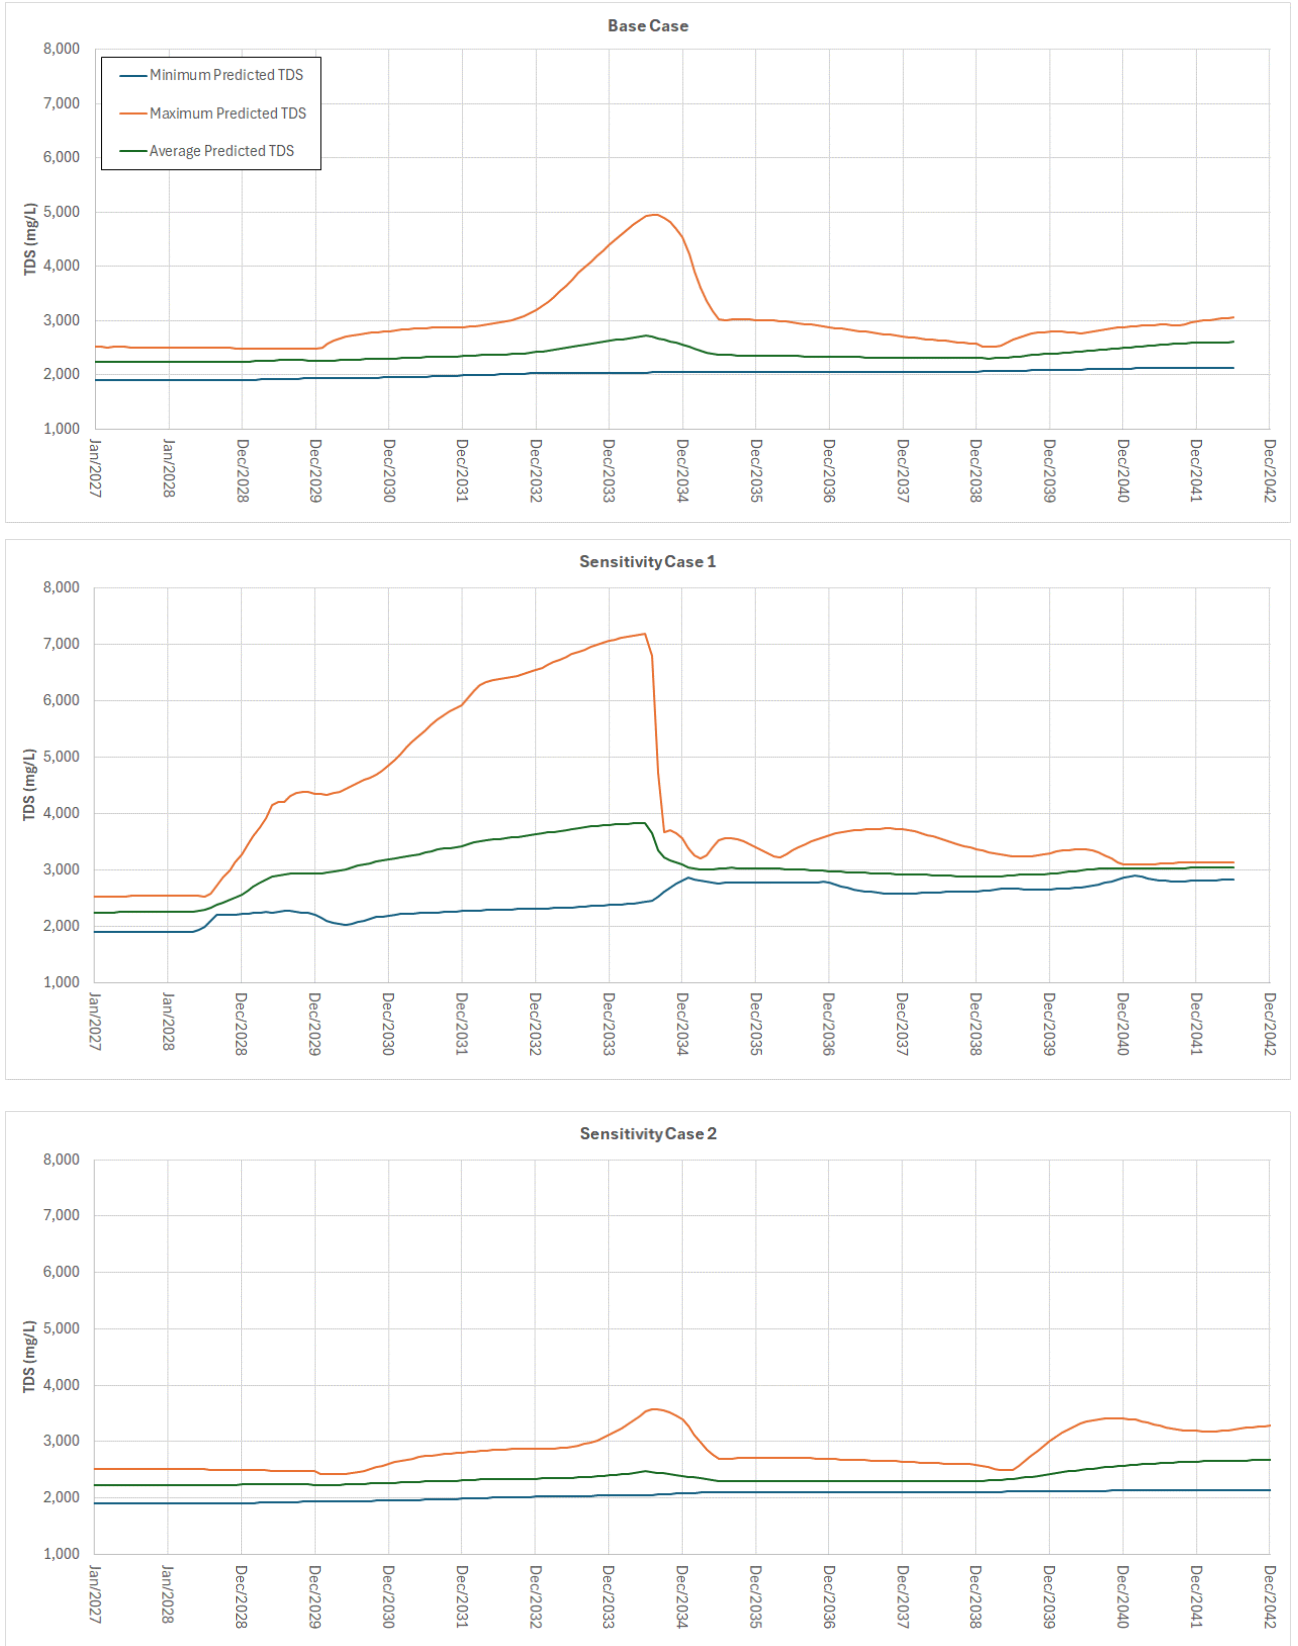 Base Case
8,000
7,000
6,000
5,000
4,000
3,000
2,000
1,000
TDS (mg/L)
Minimum Predicted TDS
Maximum Predicted TDS
Average Predicted TDS
Jan/2027
Jan/2028
Dec/2028
Dec/2029
Dec/2030
Dec/2031
Dec/2032
Dec/2033
Dec/2034
Dec/2035
Dec/2036
Dec/2037
Dec/2038
Dec/2039
Dec/2040
Dec/2041
Dec/2042
Sensitivity Case 1
8,000
7,000
6,000
5,000
4,000
3,000
2,000
1,000
TDS (mg/L)
Jan/2027
Jan/2028
Dec/2028
Dec/2029
Dec/2030
Dec/2031
Dec/2032
Dec/2033
Dec/2034
Dec/2035
Dec/2036
Dec/2037
Dec/2038
Dec/2039
Dec/2040
Dec/2041
Dec/2042
Sensitivity Case 2
8,000
7,000
6,000
5,000
4,000
3,000
2,000
1,000
TDS (mg/L)
Jan/2027
Jan/2028
Dec/2028
Dec/2029
Dec/2030
Dec/2031
Dec/2032
Dec/2033
Dec/2034
Dec/2035
Dec/2036
Dec/2037
Dec/2038
Dec/2039
Dec/2040
Dec/2041
Dec/2042